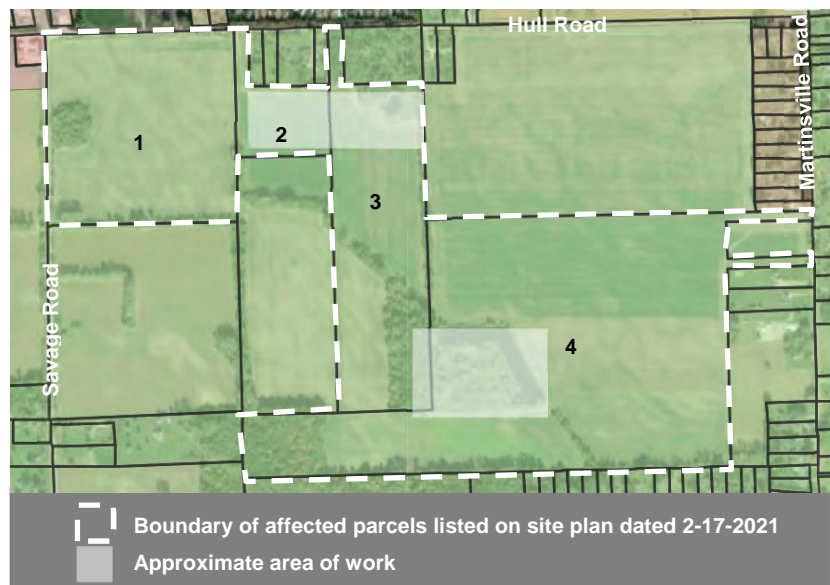 Hull Road
Martinsville Road
1
2
3
Savage Road
4
Boundary of affected parcels listed on site plan dated 2-17-2021
Approximate area of work